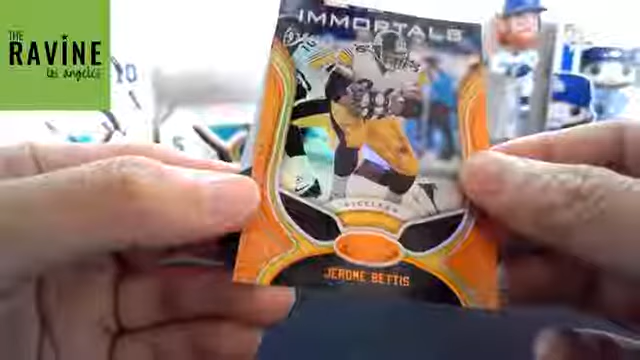 THE
RAVINE
los angeles
IMMORTALS
STEELERS
JEROME BETTIS